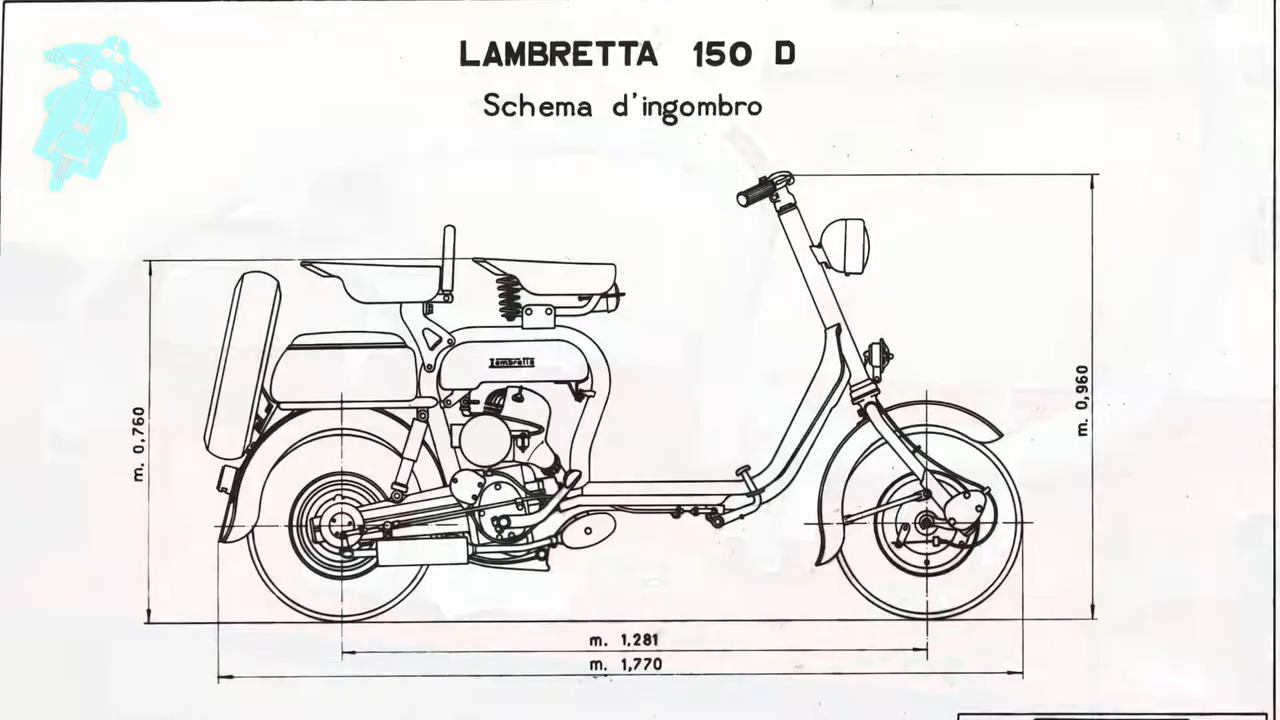 LAMBRETTA 150 D
Schema d'ingombro
lambretta
m. 0,760
m. 0,960
m. 1,281
m. 1,770